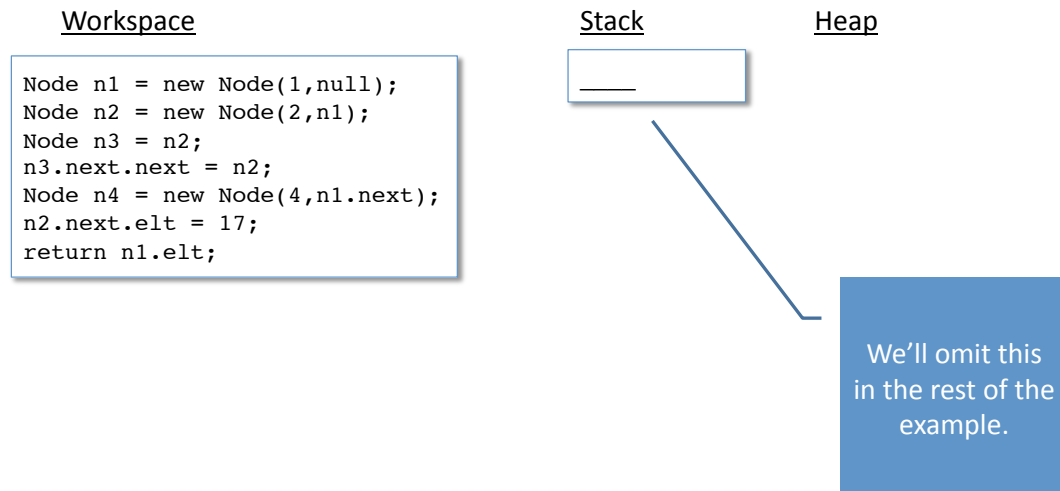 Workspace
Stack
Heap
Node n1 = new Node(1,null);
Node n2 = new Node(2,n1);
Node n3 = n2;
n3.next.next = n2;
Node n4 = new Node(4,n1.next);
n2.next.elt = 17;
return n1.elt;
____
We’ll omit this
in the rest of the
example.